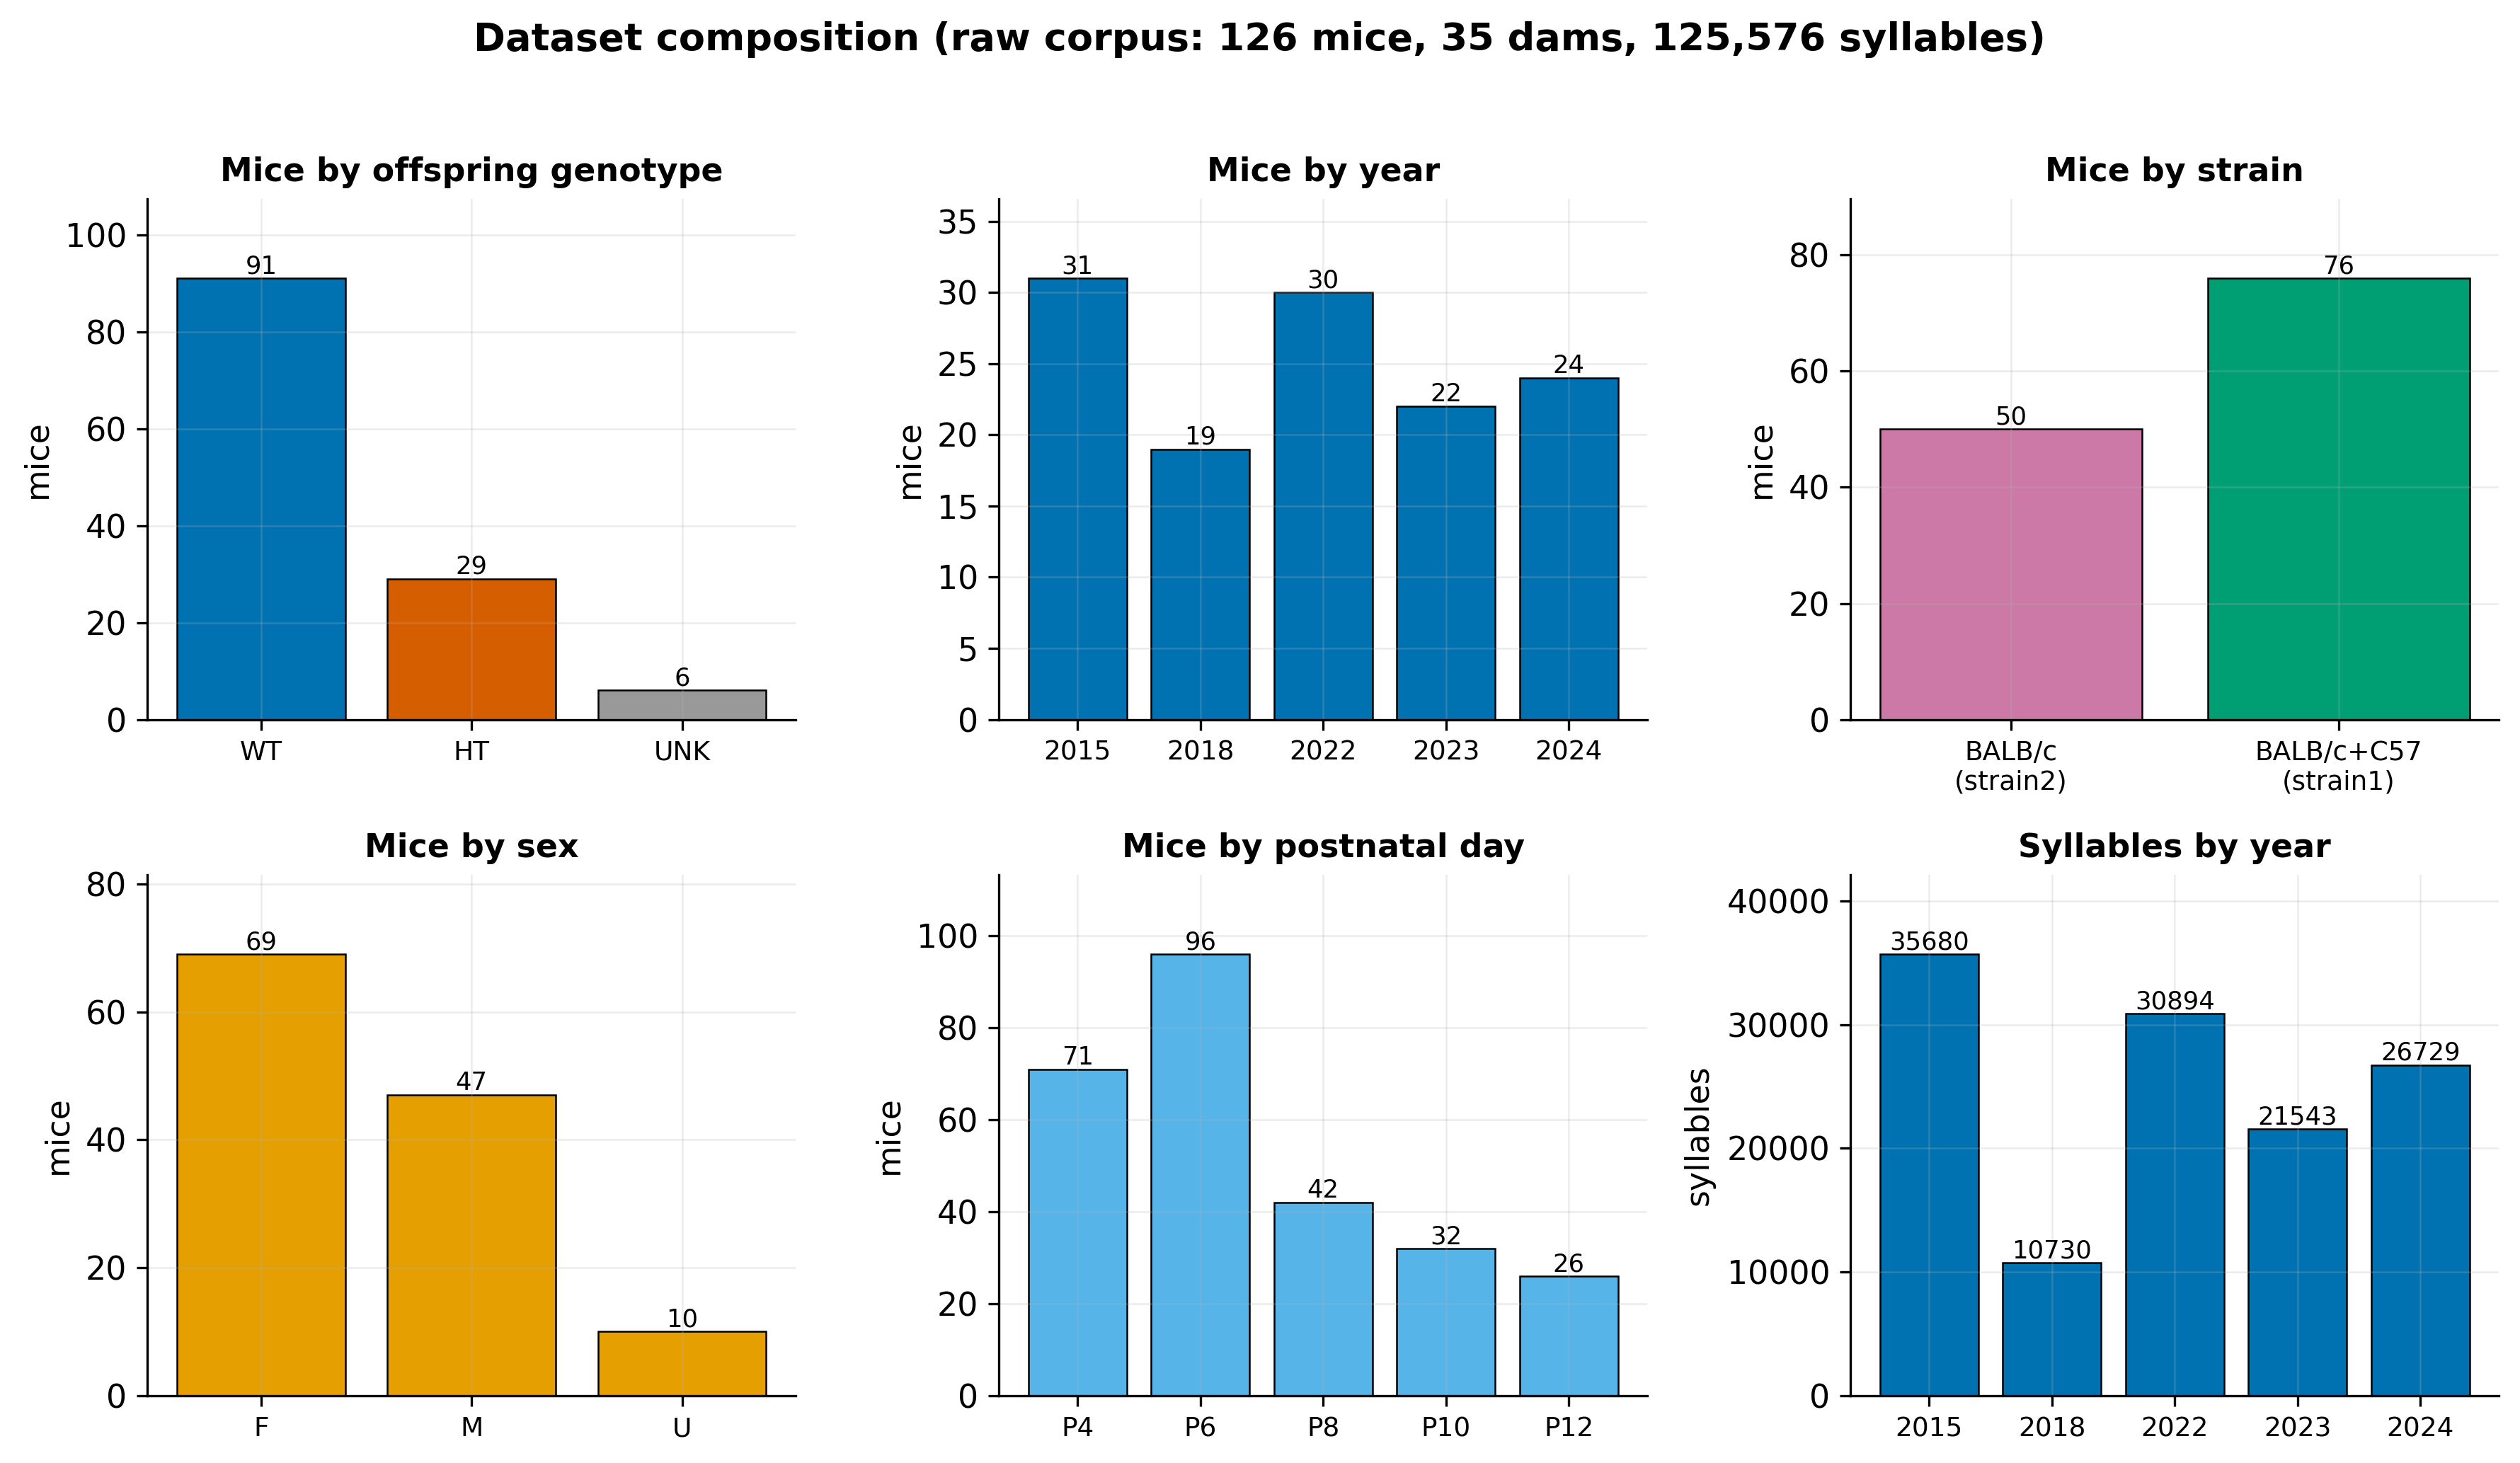 Dataset composition (raw corpus: 126 mice, 35 dams, 125,576 syllables)
Mice by offspring genotype
mice
100
80
60
40
20
0
91
29
6
WT
HT
UNK
Mice by year
mice
35
30
25
20
15
10
5
0
31
19
30
22
24
2015
2018
2022
2023
2024
Mice by strain
mice
80
60
40
20
0
50
76
BALB/c
(strain2)
BALB/c+C57
(strain1)
Mice by sex
mice
80
60
40
20
0
69
47
10
F
M
U
Mice by postnatal day
mice
100
80
60
40
20
0
71
96
42
32
26
P4
P6
P8
P10
P12
Syllables by year
syllables
40000
30000
20000
10000
0
35680
10730
30894
21543
26729
2015
2018
2022
2023
2024